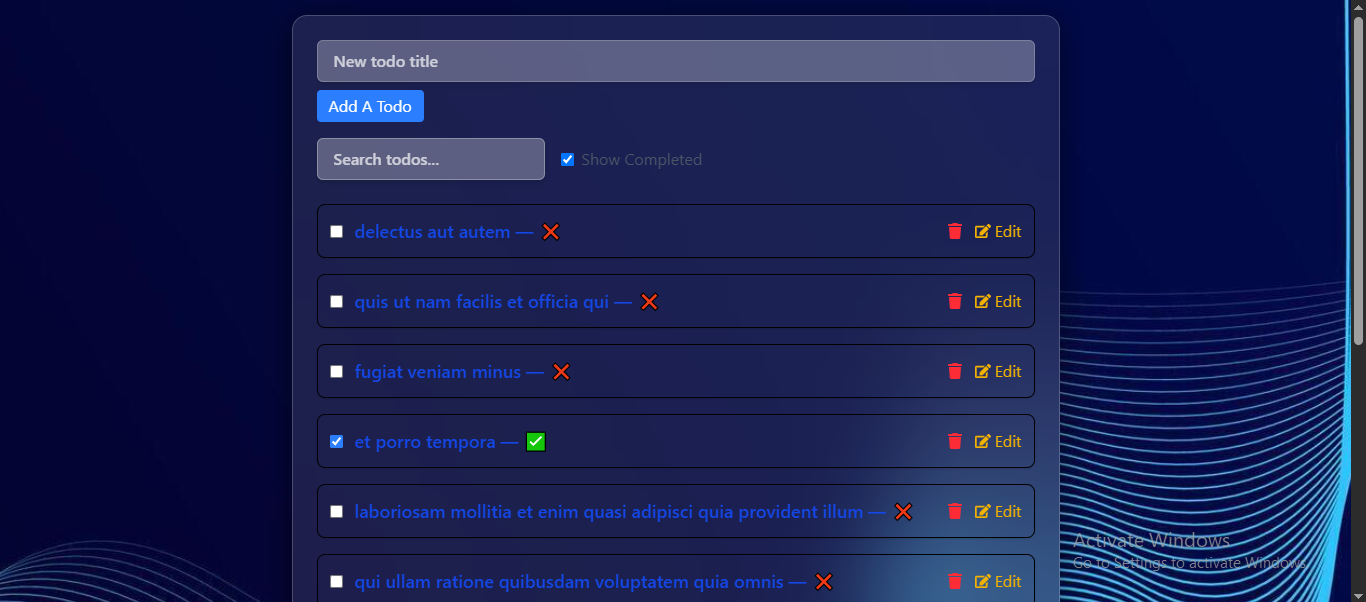 New todo title
Add A Todo
Search todos...
Show Completed
delectus aut autem — ❌ Edit
quis ut nam facilis et officia qui — ❌ Edit
fugiat veniam minus — ❌ Edit
et porro tempora — ✅ Edit
laboriosam mollitia et enim quasi adipisci quia provident illum — ❌ Edit
qui ullam ratione quibusdam voluptatem quia omnis — ❌ Edit
Activate Windows
Go to Settings to activate Windows.